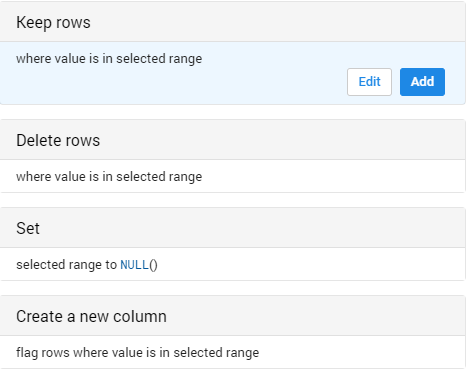 Keep rows
where value is in selected range
Edit Add
Delete rows
where value is in selected range
Set
selected range to NULL()
Create a new column
flag rows where value is in selected range